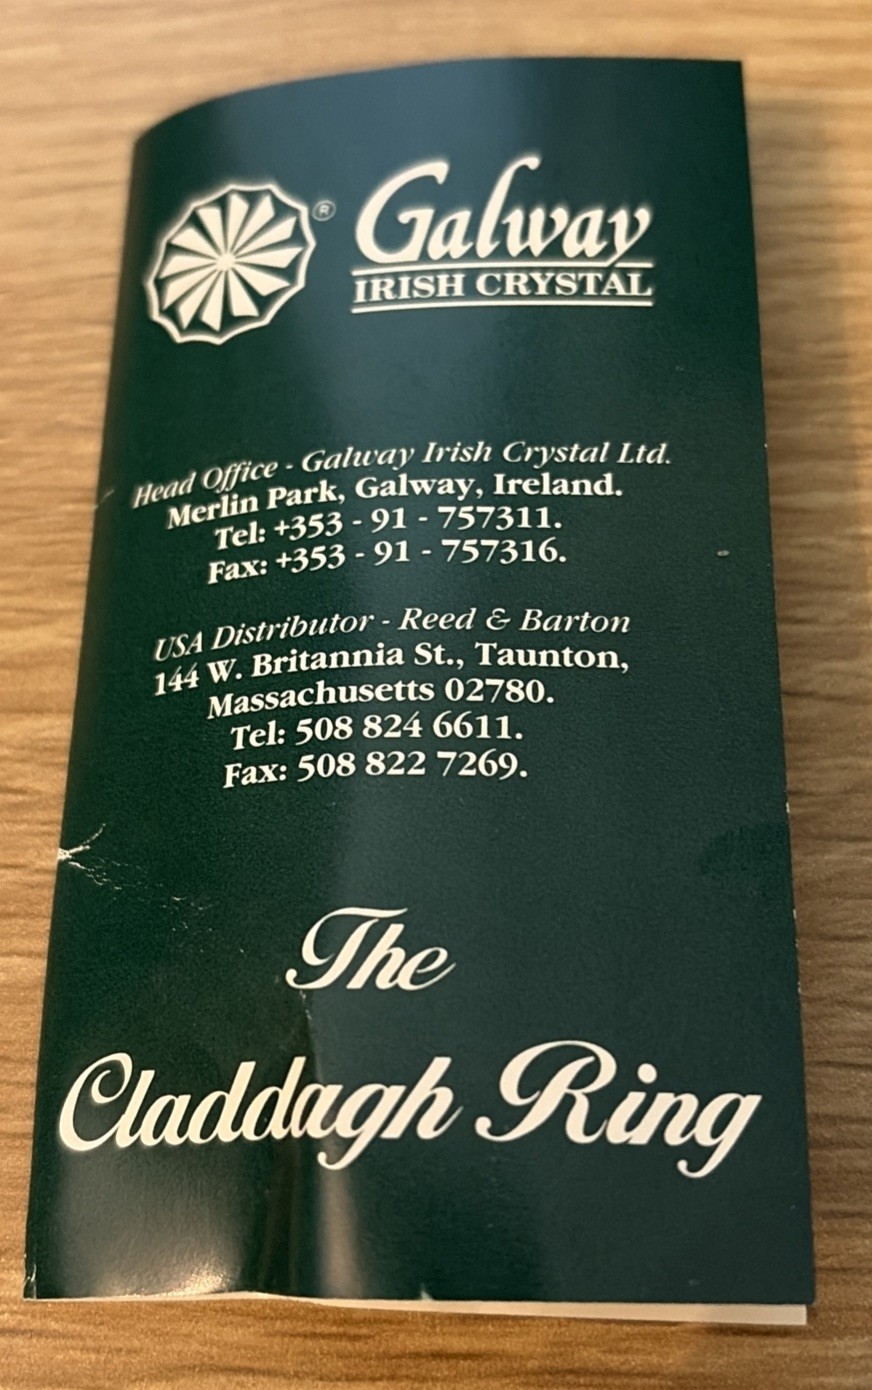 ®
Galway
IRISH CRYSTAL
Head Office - Galway Irish Crystal Ltd.
Merlin Park, Galway, Ireland.
Tel: +353 - 91 - 757311.
Fax: +353 - 91 - 757316.
USA Distributor - Reed & Barton
144 W. Britannia St., Taunton,
Massachusetts 02780.
Tel: 508 824 6611.
Fax: 508 822 7269.
The
Claddagh Ring